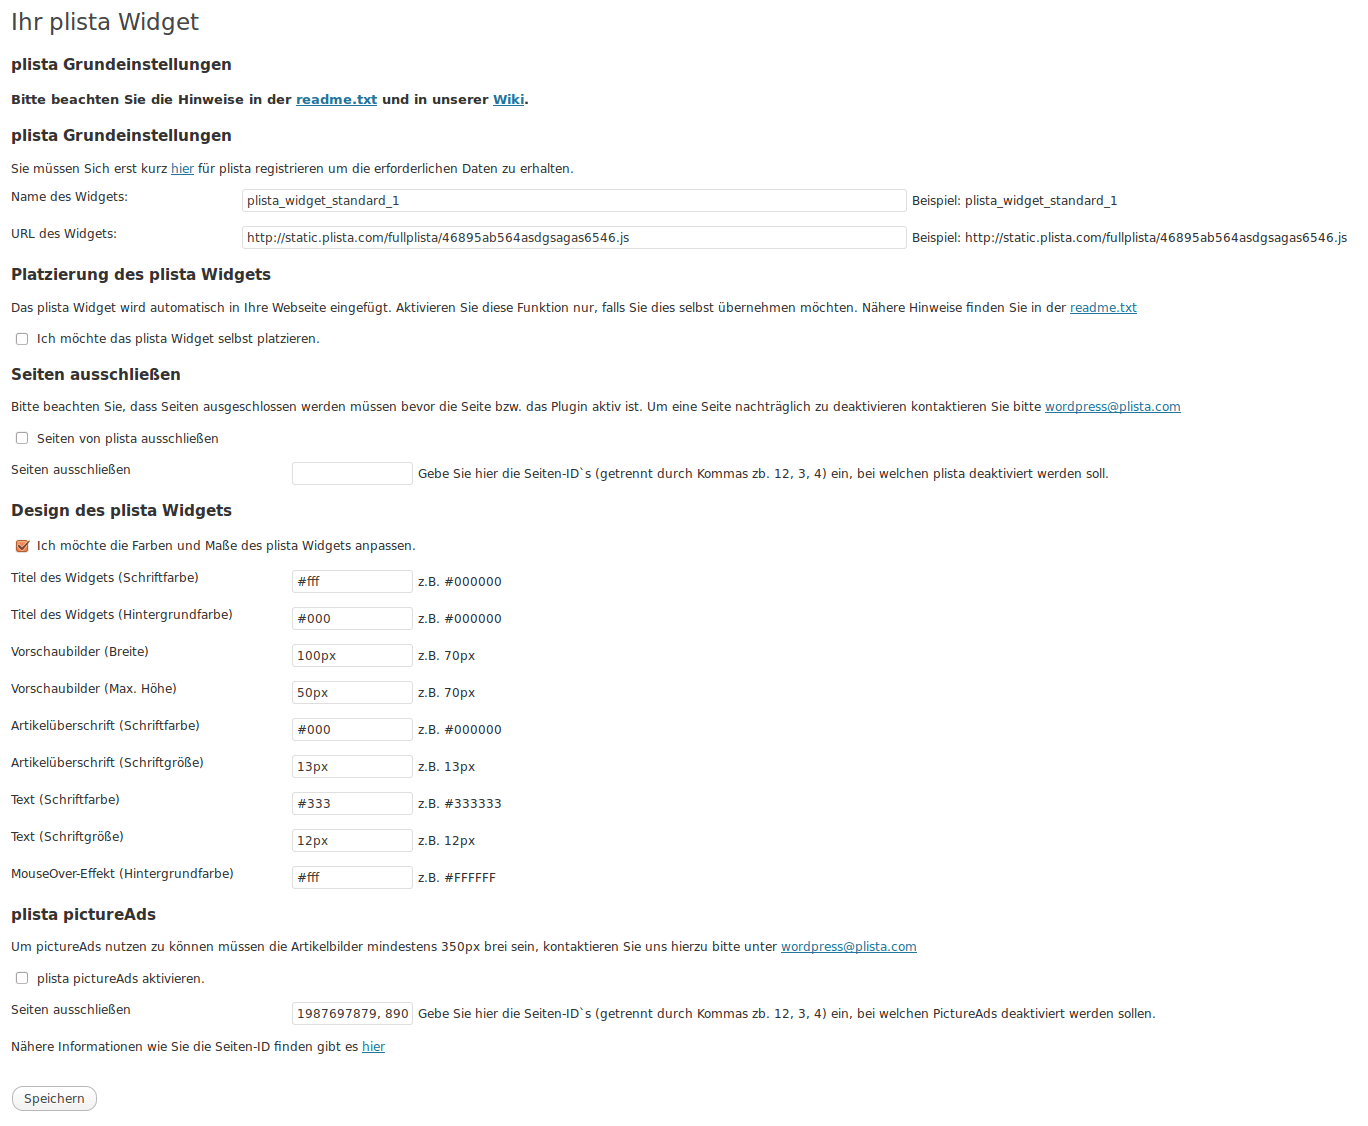 Ihr plista Widget
plista Grundeinstellungen
Bitte beachten Sie die Hinweise in der readme.txt und in unserer Wiki.
plista Grundeinstellungen
Sie müssen Sich erst kurz hier für plista registrieren um die erforderlichen Daten zu erhalten.
Name des Widgets: plista_widget_standard_1 Beispiel: plista_widget_standard_1
URL des Widgets: http://static.plista.com/fullplista/46895ab564asdgsagas6546.js Beispiel: http://static.plista.com/fullplista/46895ab564asdgsagas6546.js
Platzierung des plista Widgets
Das plista Widget wird automatisch in Ihre Webseite eingefügt. Aktivieren Sie diese Funktion nur, falls Sie dies selbst übernehmen möchten. Nähere Hinweise finden Sie in der readme.txt
Ich möchte das plista Widget selbst platzieren.
Seiten ausschließen
Bitte beachten Sie, dass Seiten ausgeschlossen werden müssen bevor die Seite bzw. das Plugin aktiv ist. Um eine Seite nachträglich zu deaktivieren kontaktieren Sie bitte wordpress@plista.com
Seiten von plista ausschließen
Seiten ausschließen Gebe Sie hier die Seiten-ID`s (getrennt durch Kommas zb. 12, 3, 4) ein, bei welchen plista deaktiviert werden soll.
Design des plista Widgets
Ich möchte die Farben und Maße des plista Widgets anpassen.
Titel des Widgets (Schriftfarbe) #fff z.B. #000000
Titel des Widgets (Hintergrundfarbe) #000 z.B. #000000
Vorschaubilder (Breite) 100px z.B. 70px
Vorschaubilder (Max. Höhe) 50px z.B. 70px
Artikelüberschrift (Schriftfarbe) #000 z.B. #000000
Artikelüberschrift (Schriftgröße) 13px z.B. 13px
Text (Schriftfarbe) #333 z.B. #333333
Text (Schriftgröße) 12px z.B. 12px
MouseOver-Effekt (Hintergrundfarbe) #fff z.B. #FFFFFF
plista pictureAds
Um pictureAds nutzen zu können müssen die Artikelbilder mindestens 350px brei sein, kontaktieren Sie uns hierzu bitte unter wordpress@plista.com
plista pictureAds aktivieren.
Seiten ausschließen 1987697879, 890 Gebe Sie hier die Seiten-ID`s (getrennt durch Kommas zb. 12, 3, 4) ein, bei welchen PictureAds deaktiviert werden sollen.
Nähere Informationen wie Sie die Seiten-ID finden gibt es hier
Speichern